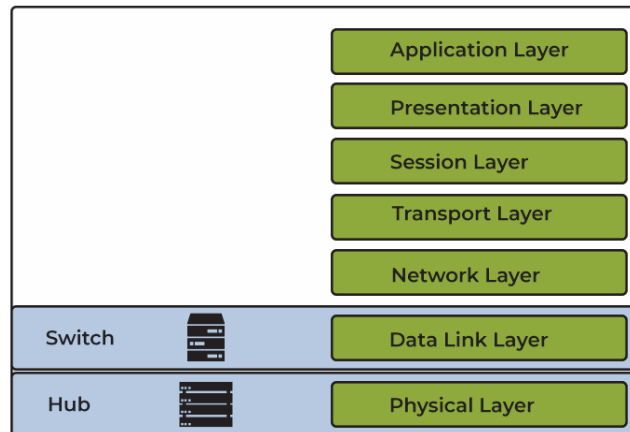 Application Layer
Presentation Layer
Session Layer
Transport Layer
Network Layer
Switch Data Link Layer
Hub Physical Layer